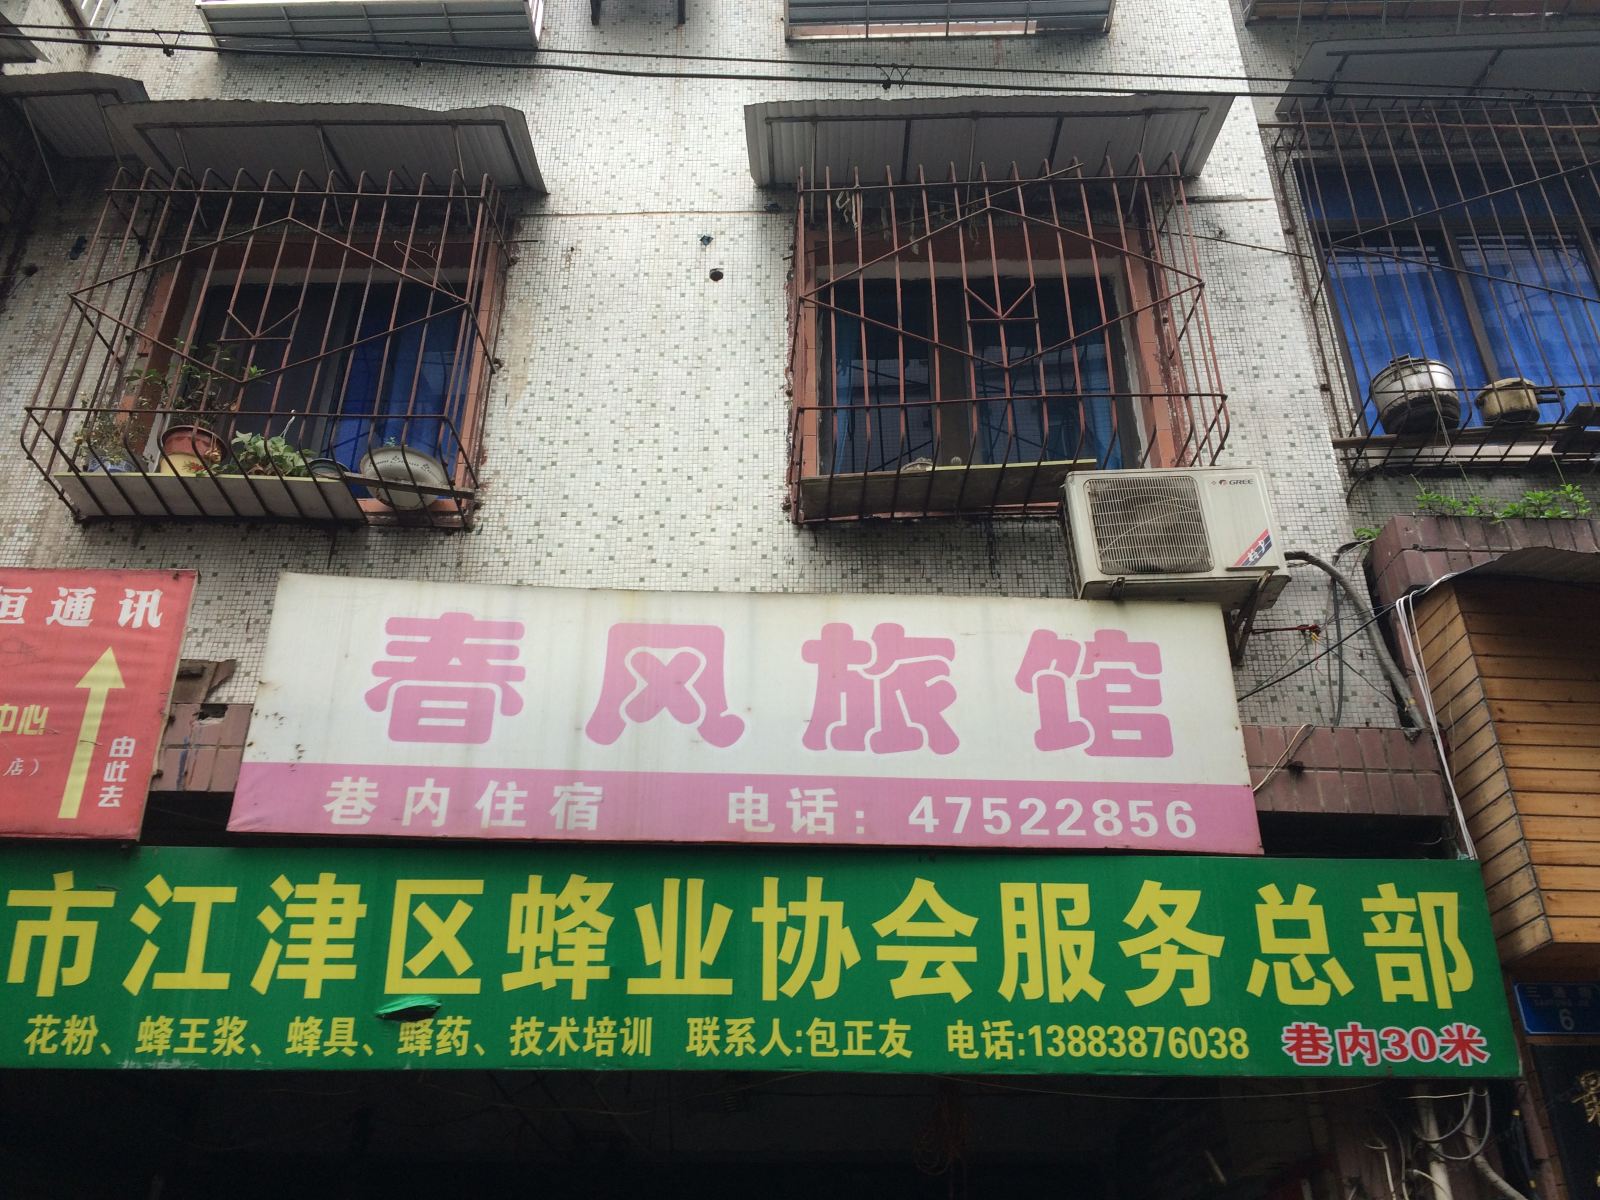 GREE
恒通讯
中心
店）
由此去
春风旅馆
巷内住宿 电话：47522856
市江津区蜂业协会服务总部
花粉、蜂王浆、蜂具、蜂药、技术培训 联系人:包正友 电话:13883876038 巷内30米
6